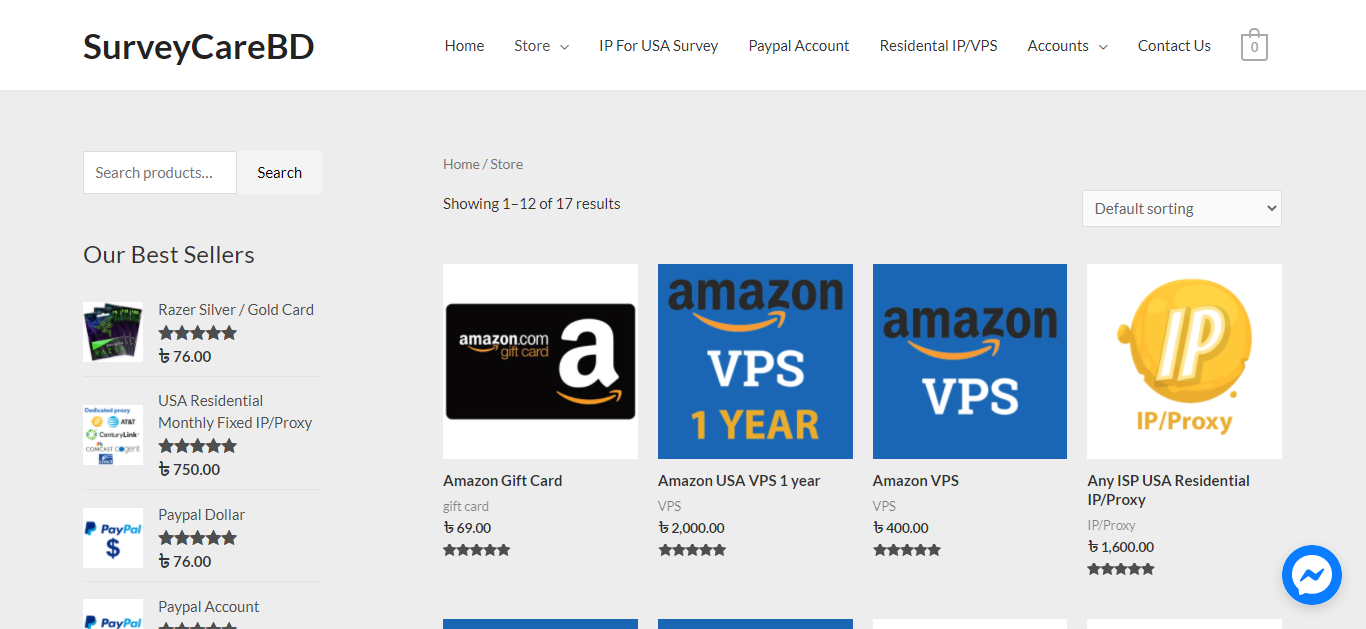 SurveyCareBD
Home
Store
IP For USA Survey
Paypal Account
Residental IP/VPS
Accounts
Contact Us
0
Search products...
Search
Our Best Sellers
Razer Silver / Gold Card
৳ 76.00
Dedicated proxy
AT&T
CenturyLink
COMCAST cogent
USA Residential
Monthly Fixed IP/Proxy
৳ 750.00
PayPal
$
Paypal Dollar
৳ 76.00
PayPal
Paypal Account
Home / Store
Showing 1–12 of 17 results
Default sorting
amazon.com
gift card
a
Amazon Gift Card
gift card
৳ 69.00
amazon
VPS
1 YEAR
Amazon USA VPS 1 year
VPS
৳ 2,000.00
amazon
VPS
Amazon VPS
VPS
৳ 400.00
IP
IP/Proxy
Any ISP USA Residential
IP/Proxy
IP/Proxy
৳ 1,600.00